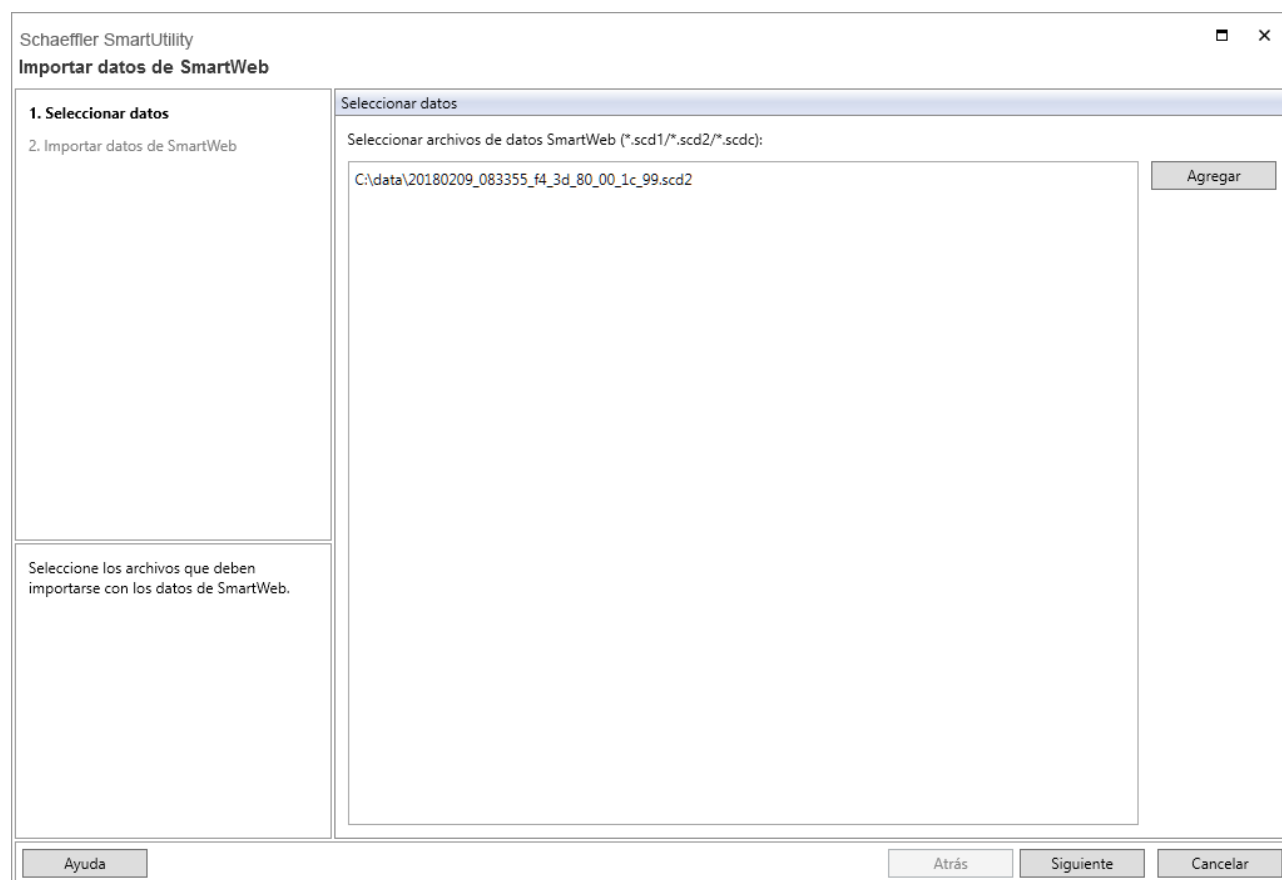 Schaeffler SmartUtility
Importar datos de SmartWeb
1. Seleccionar datos
2. Importar datos de SmartWeb
Seleccione los archivos que deben
importarse con los datos de SmartWeb.
Seleccionar datos
Seleccionar archivos de datos SmartWeb (*.scd1/*.scd2/*.scdc):
C:\data\20180209_083355_f4_3d_80_00_1c_99.scd2
Agregar
Ayuda
Atrás
Siguiente
Cancelar